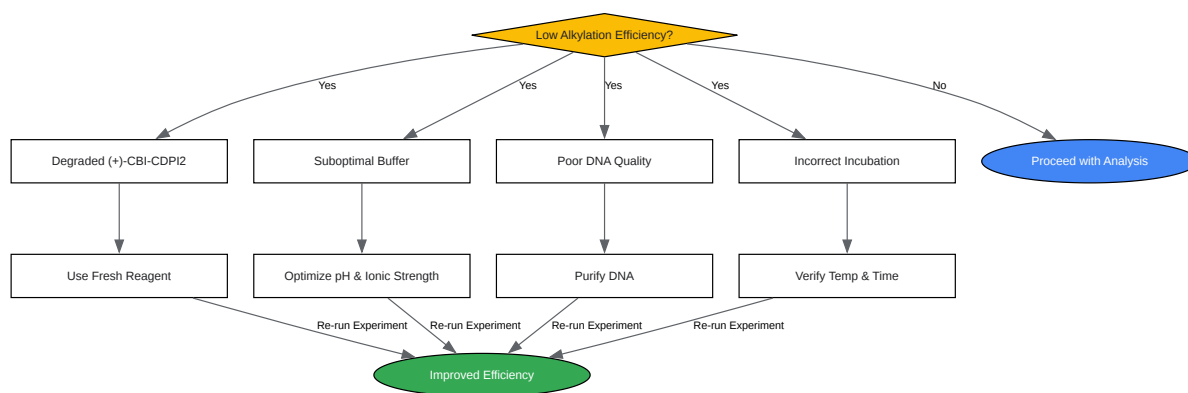 Low Alkylation Efficiency?
Yes
Yes
Yes
Yes
No
Degraded (+)-CBI-CDPI2
Suboptimal Buffer
Poor DNA Quality
Incorrect Incubation
Proceed with Analysis
Use Fresh Reagent
Optimize pH & Ionic Strength
Purify DNA
Verify Temp & Time
Re-run Experiment
Re-run Experiment
Re-run Experiment
Re-run Experiment
Improved Efficiency